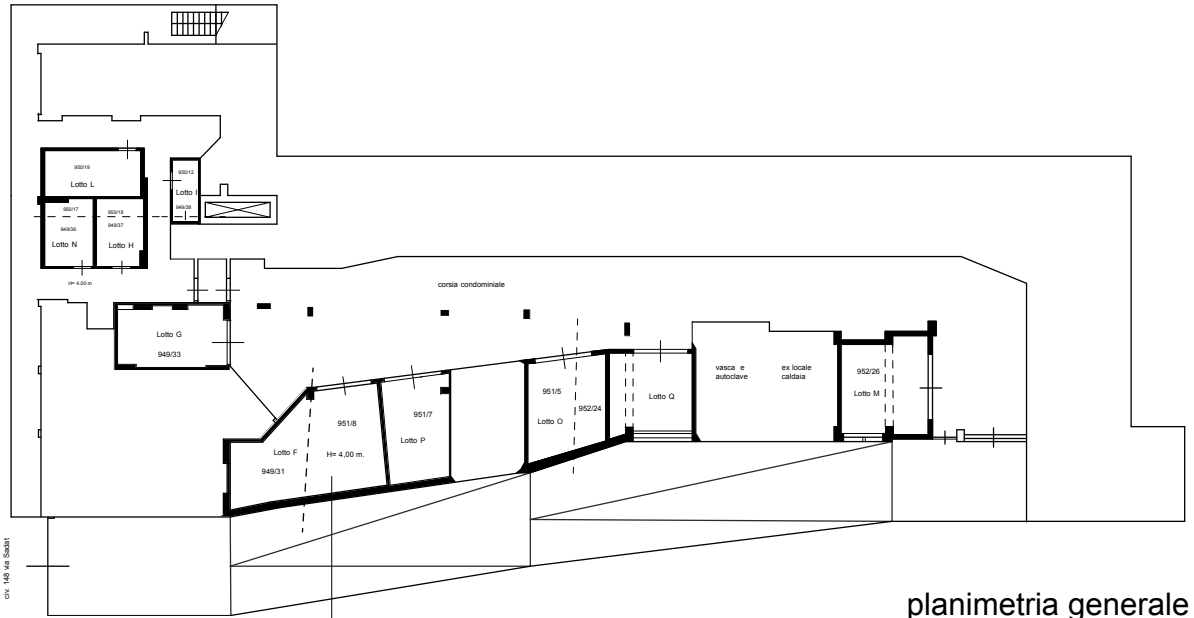 950/19
Lotto L
950/12
Lotto I
949/38
950/17
949/36
Lotto N
950/18
949/37
Lotto H
H= 4,00 m
corsia condominiale
Lotto G
949/33
951/8
Lotto F
H= 4,00 m.
949/31
951/7
Lotto P
951/5
952/24
Lotto O
Lotto Q
vasca e
autoclave
ex locale
caldaia
952/26
Lotto M
civ. 148 via Sadat
planimetria generale